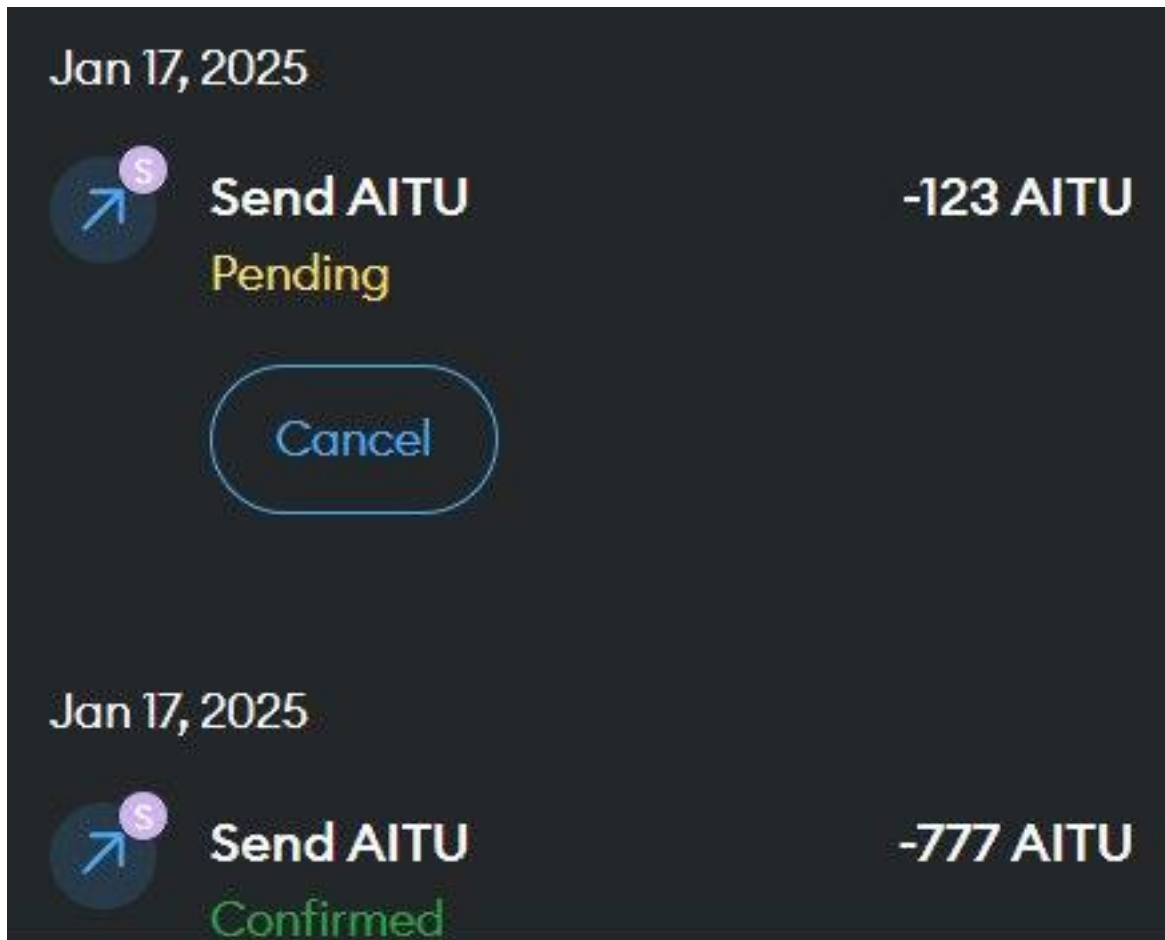 Jan 17, 2025
S
Send AITU -123 AITU
Pending
Cancel
Jan 17, 2025
S
Send AITU -777 AITU
Confirmed